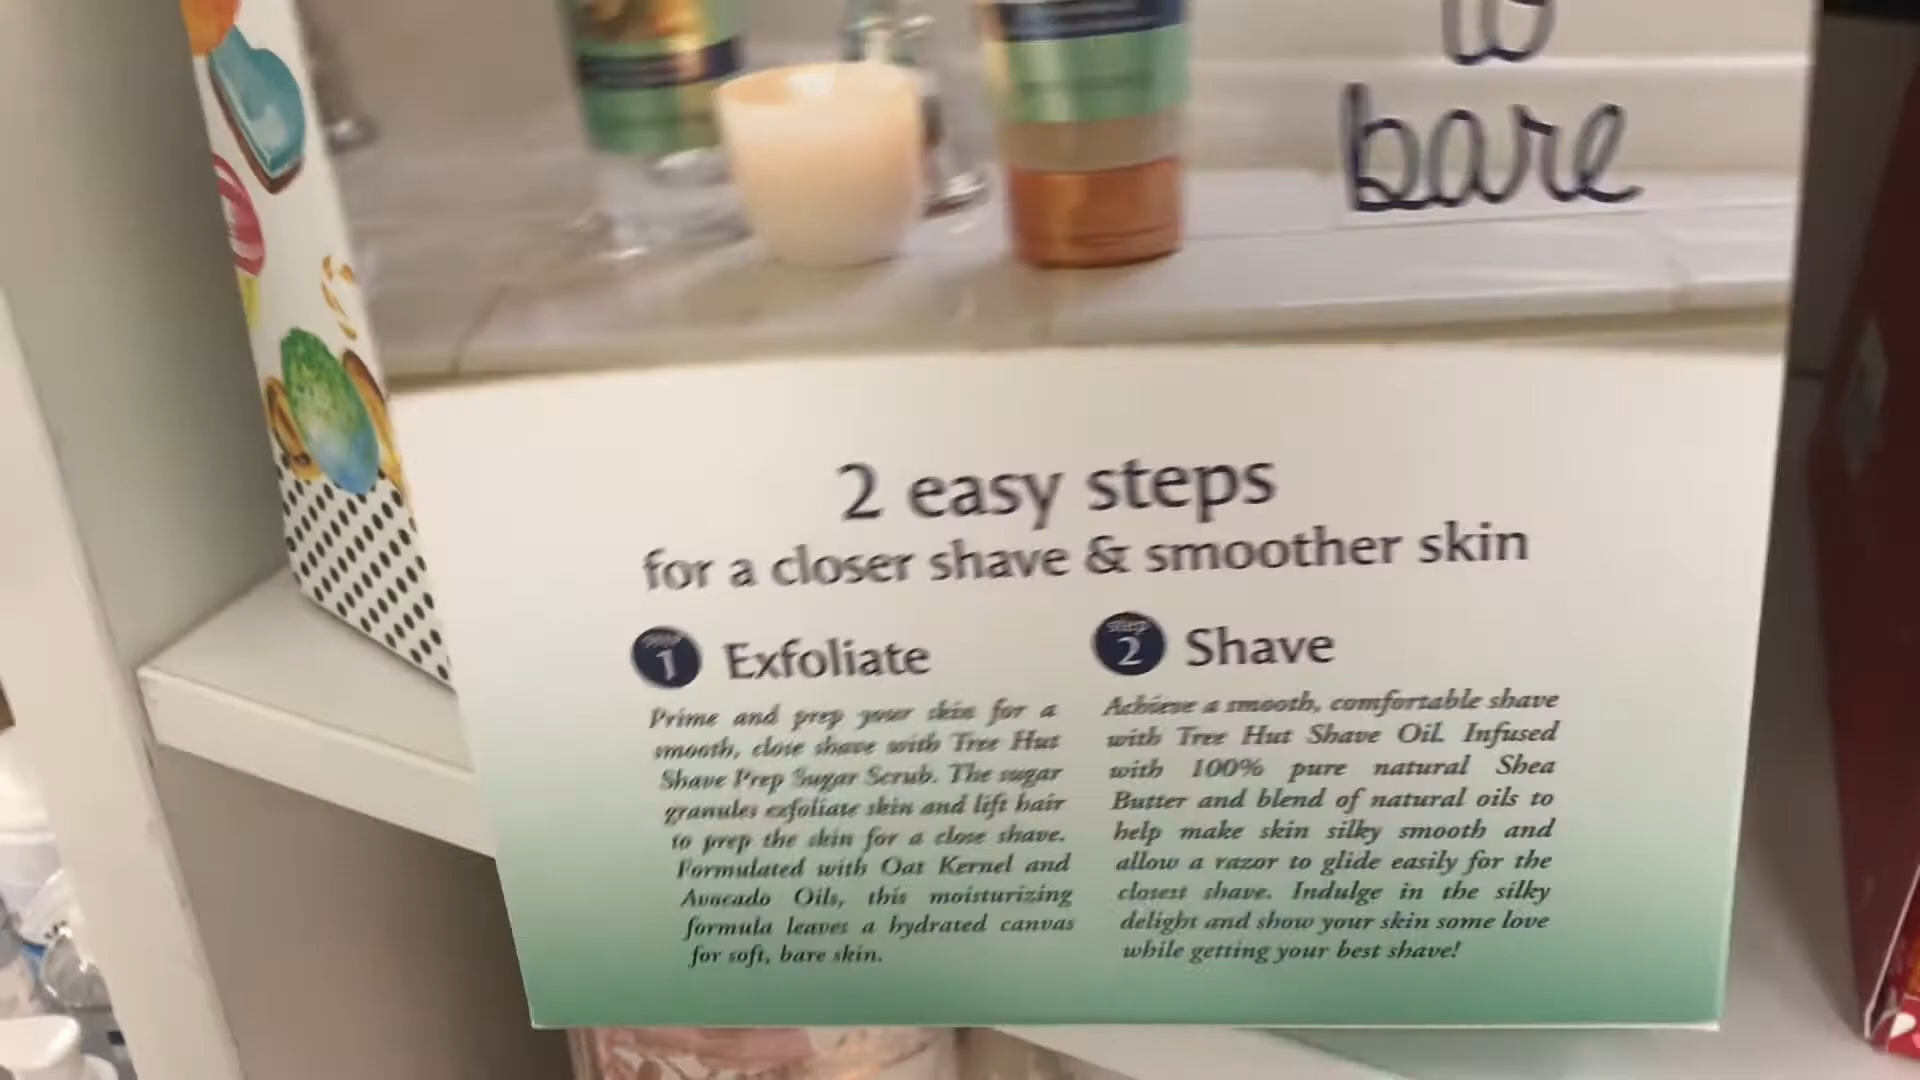 to
bare
2 easy steps
for a closer shave & smoother skin
step
1
Exfoliate
Prime and prep your skin for a
smooth, close shave with Tree Hut
Shave Prep Sugar Scrub. The sugar
granules exfoliate skin and lift hair
to prep the skin for a close shave.
Formulated with Oat Kernel and
Avocado Oils, this moisturizing
formula leaves a hydrated canvas
for soft, bare skin.
step
2
Shave
Achieve a smooth, comfortable shave
with Tree Hut Shave Oil. Infused
with 100% pure natural Shea
Butter and blend of natural oils to
help make skin silky smooth and
allow a razor to glide easily for the
closest shave. Indulge in the silky
delight and show your skin some love
while getting your best shave!